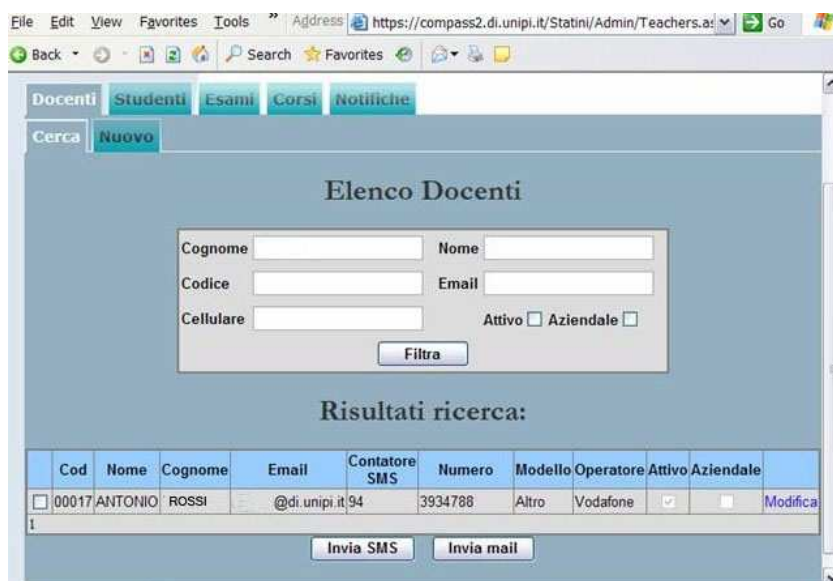 File Edit View Favorites Tools » Address https://compass2.di.unipi.it/Statini/Admin/Teachers.as Go
Back Search Favorites
Docenti Studenti Esami Corsi Notifiche
Cerca Nuovo
Elenco Docenti
Cognome Nome
Codice Email
Cellulare Attivo Aziendale
Filtra
Risultati ricerca:
Cod Nome Cognome Email Contatore SMS Numero Modello Operatore Attivo Aziendale
00017 ANTONIO ROSSI @di.unipi.it 94 3934788 Altro Vodafone Modifica
1
Invia SMS Invia mail